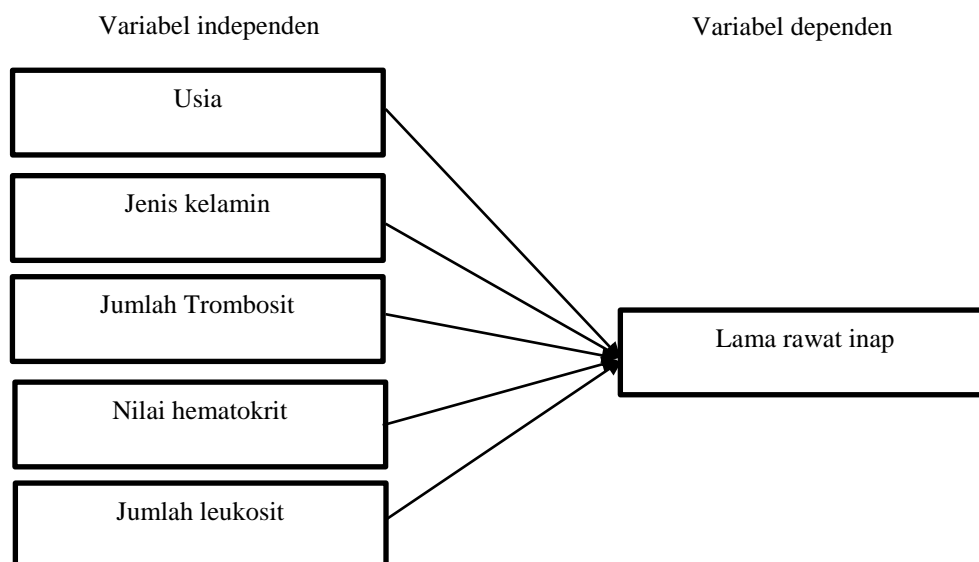 Variabel independen
Variabel dependen
Usia
Jenis kelamin
Jumlah Trombosit
Nilai hematokrit
Jumlah leukosit
Lama rawat inap